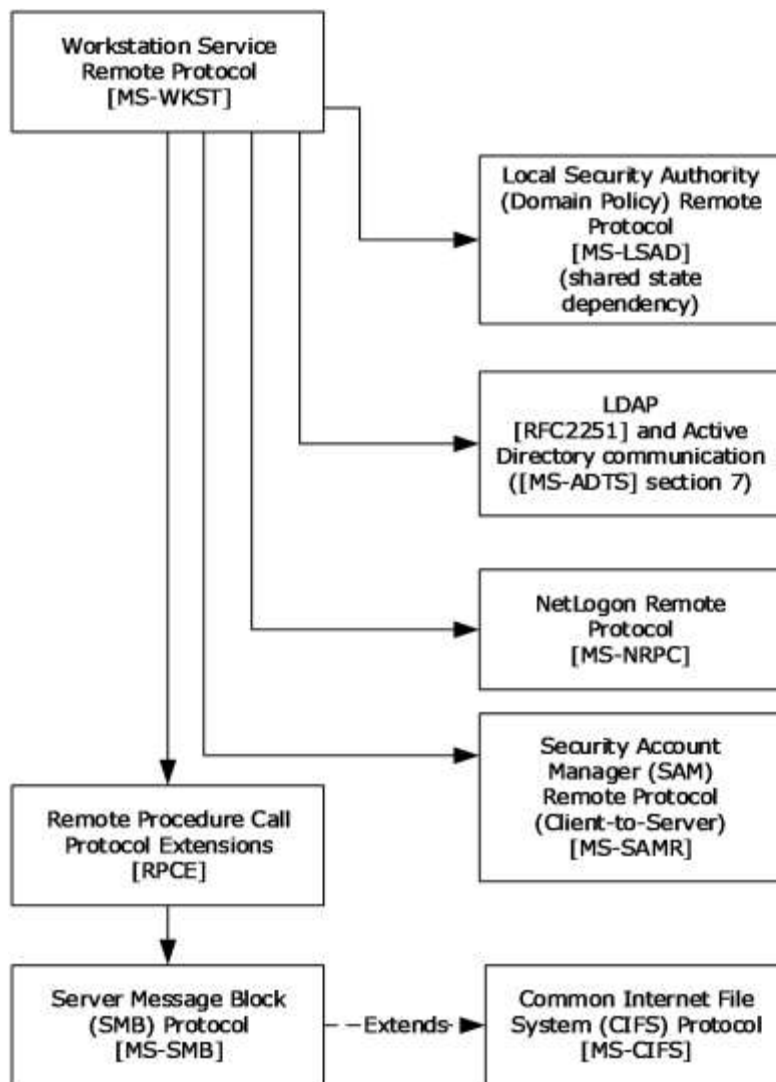 Workstation Service
Remote Protocol
[MS-WKST]
Local Security Authority
(Domain Policy) Remote
Protocol
[MS-LSAD]
(shared state
dependency)
LDAP
[RFC2251] and Active
Directory communication
([MS-ADTS] section 7)
NetLogon Remote
Protocol
[MS-NRPC]
Security Account
Manager (SAM)
Remote Protocol
(Client-to-Server)
[MS-SAMR]
Remote Procedure Call
Protocol Extensions
[RPCE]
Server Message Block
(SMB) Protocol
[MS-SMB]
Extends
Common Internet File
System (CIFS) Protocol
[MS-CIFS]